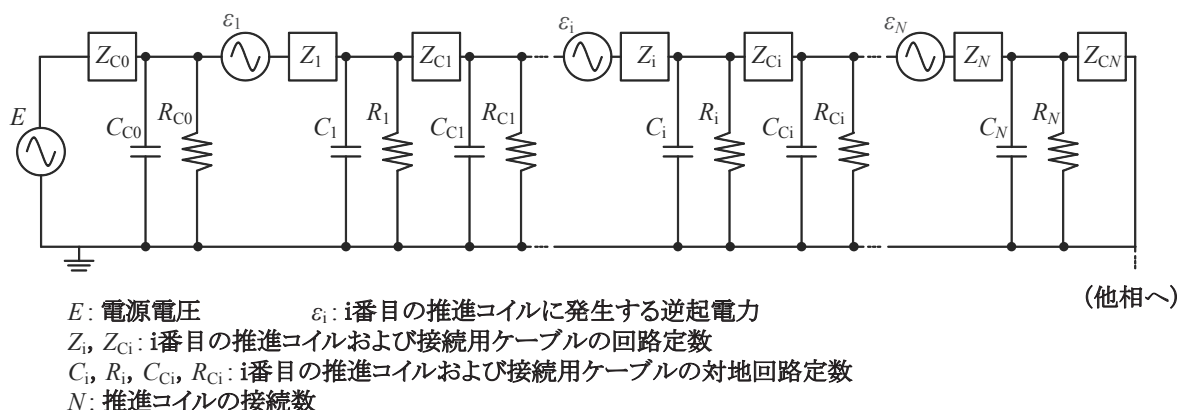 ε1 εi εN
ZC0 Z1 ZC1 Zi ZCi ZN ZCN
E CC0 RC0 C1 R1 CC1 RC1 Ci Ri CCi RCi CN RN
(他相へ)
E: 電源電圧 εi: i番目の推進コイルに発生する逆起電力
Zi, ZCi: i番目の推進コイルおよび接続用ケーブルの回路定数
Ci, Ri, CCi, RCi: i番目の推進コイルおよび接続用ケーブルの対地回路定数
N: 推進コイルの接続数